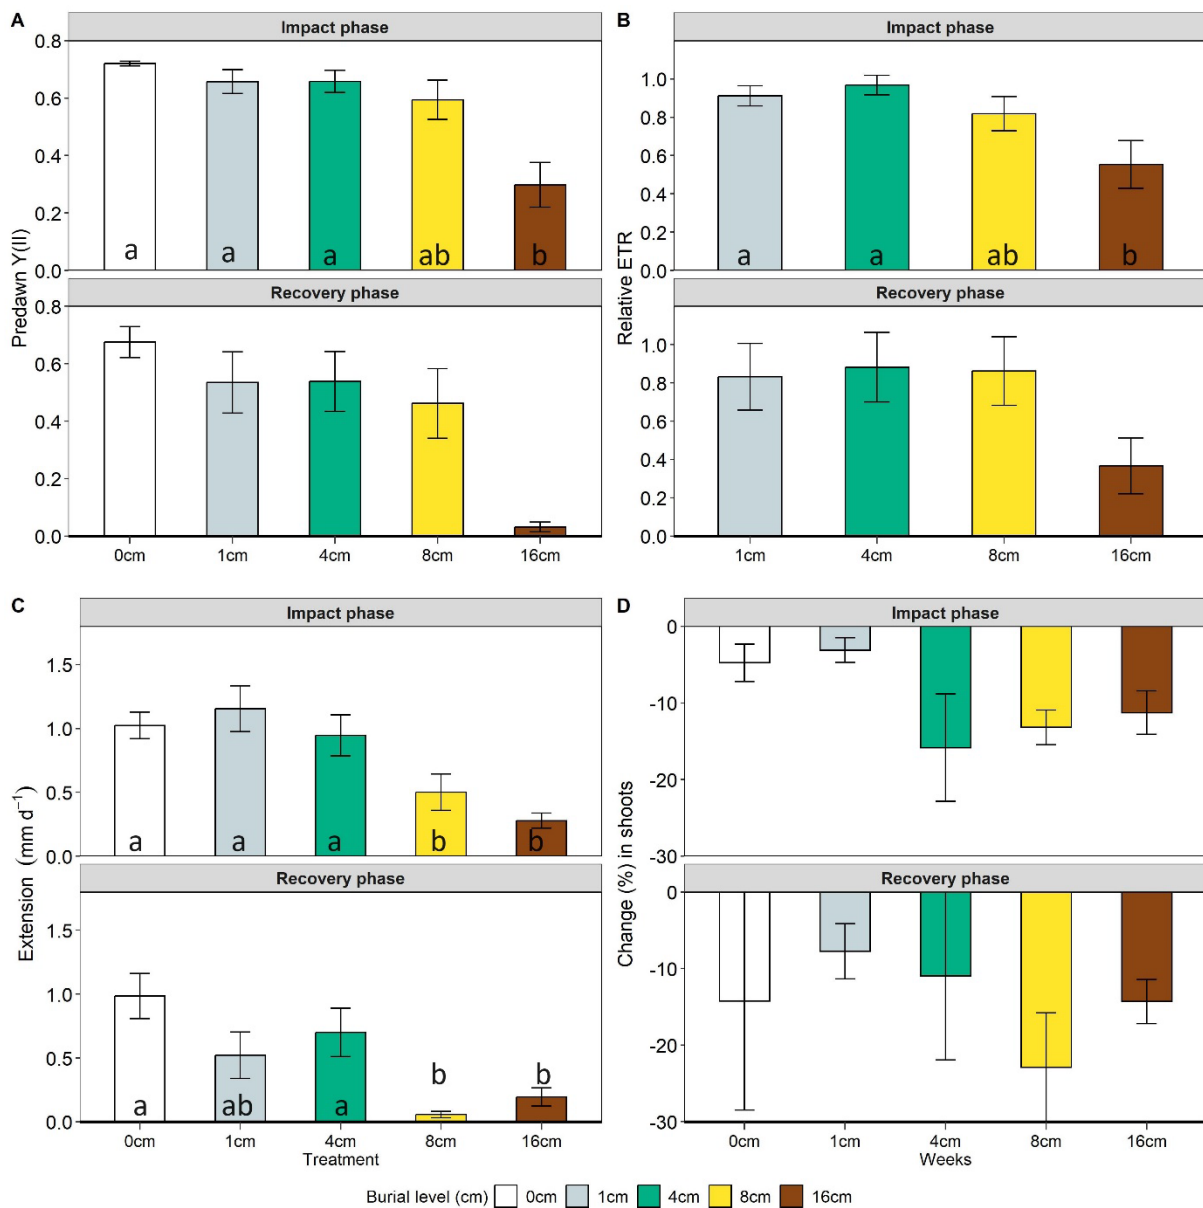 A
Impact phase
Predawn Y(II)
0.8
0.6
0.4
0.2
0.0
a a a ab b
Recovery phase
0.8
0.6
0.4
0.2
0.0
0cm 1cm 4cm 8cm 16cm
B
Impact phase
Relative ETR
1.0
0.8
0.6
0.4
0.2
0.0
a a ab b
Recovery phase
1.0
0.8
0.6
0.4
0.2
0.0
1cm 4cm 8cm 16cm
C
Impact phase
Extension (mm d⁻¹)
1.5
1.0
0.5
0.0
a a a b b
Recovery phase
1.5
1.0
0.5
0.0
b b
a ab a
0cm 1cm 4cm 8cm 16cm
Treatment
D
Impact phase
Change (%) in shoots
0
-10
-20
-30
Recovery phase
0
-10
-20
-30
0cm 1cm 4cm 8cm 16cm
Weeks
Burial level (cm) 0cm 1cm 4cm 8cm 16cm